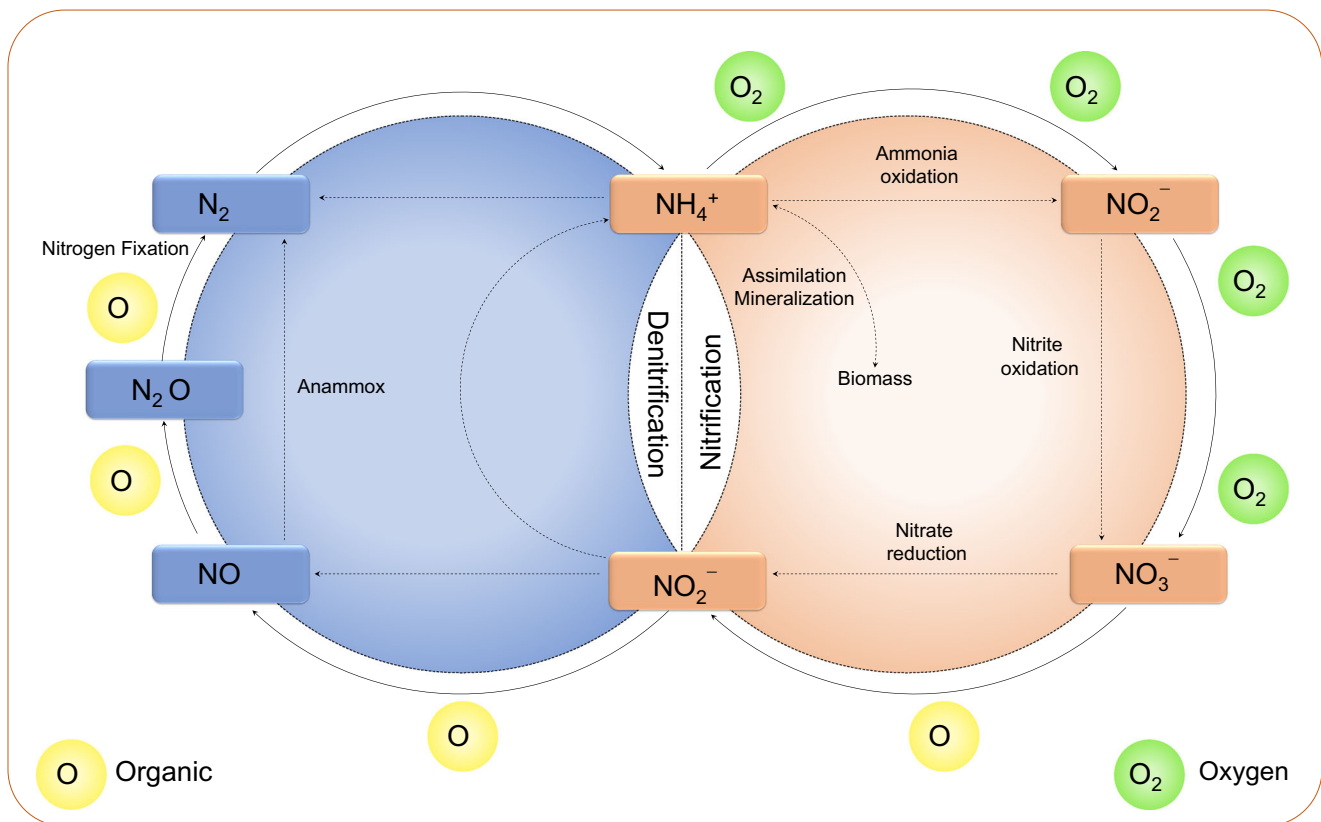 O₂
O₂
Ammonia
oxidation
N₂
NH₄⁺
NO₂⁻
Nitrogen Fixation
Assimilation
Mineralization
O₂
O
Denitrification
Nitrification
Nitrite
oxidation
N₂ O
Anammox
Biomass
O
O₂
Nitrate
reduction
NO
NO₂⁻
NO₃⁻
O
O
O Organic
O₂ Oxygen